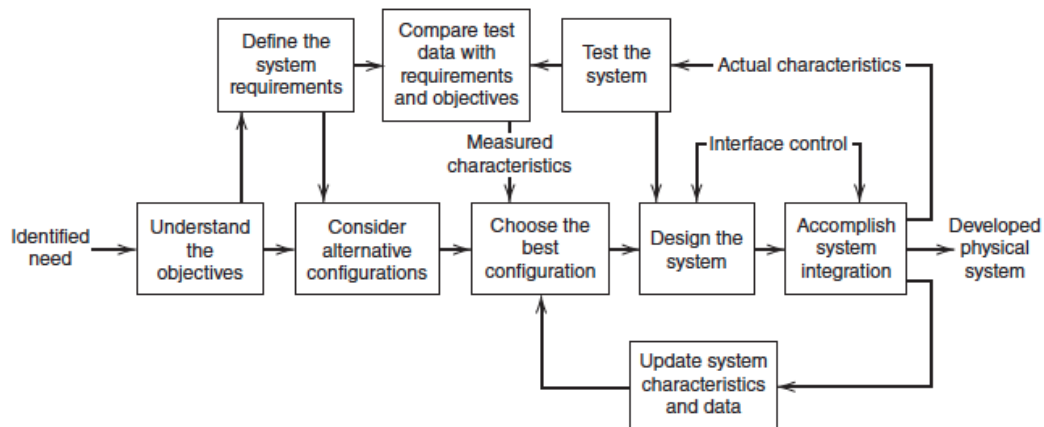 Define the
system
requirements
Compare test
data with
requirements
and objectives
Test the
system
Actual characteristics
Measured
characteristics
Interface control
Identified
need
Understand
the
objectives
Consider
alternative
configurations
Choose the
best
configuration
Design the
system
Accomplish
system
integration
Developed
physical
system
Update system
characteristics
and data